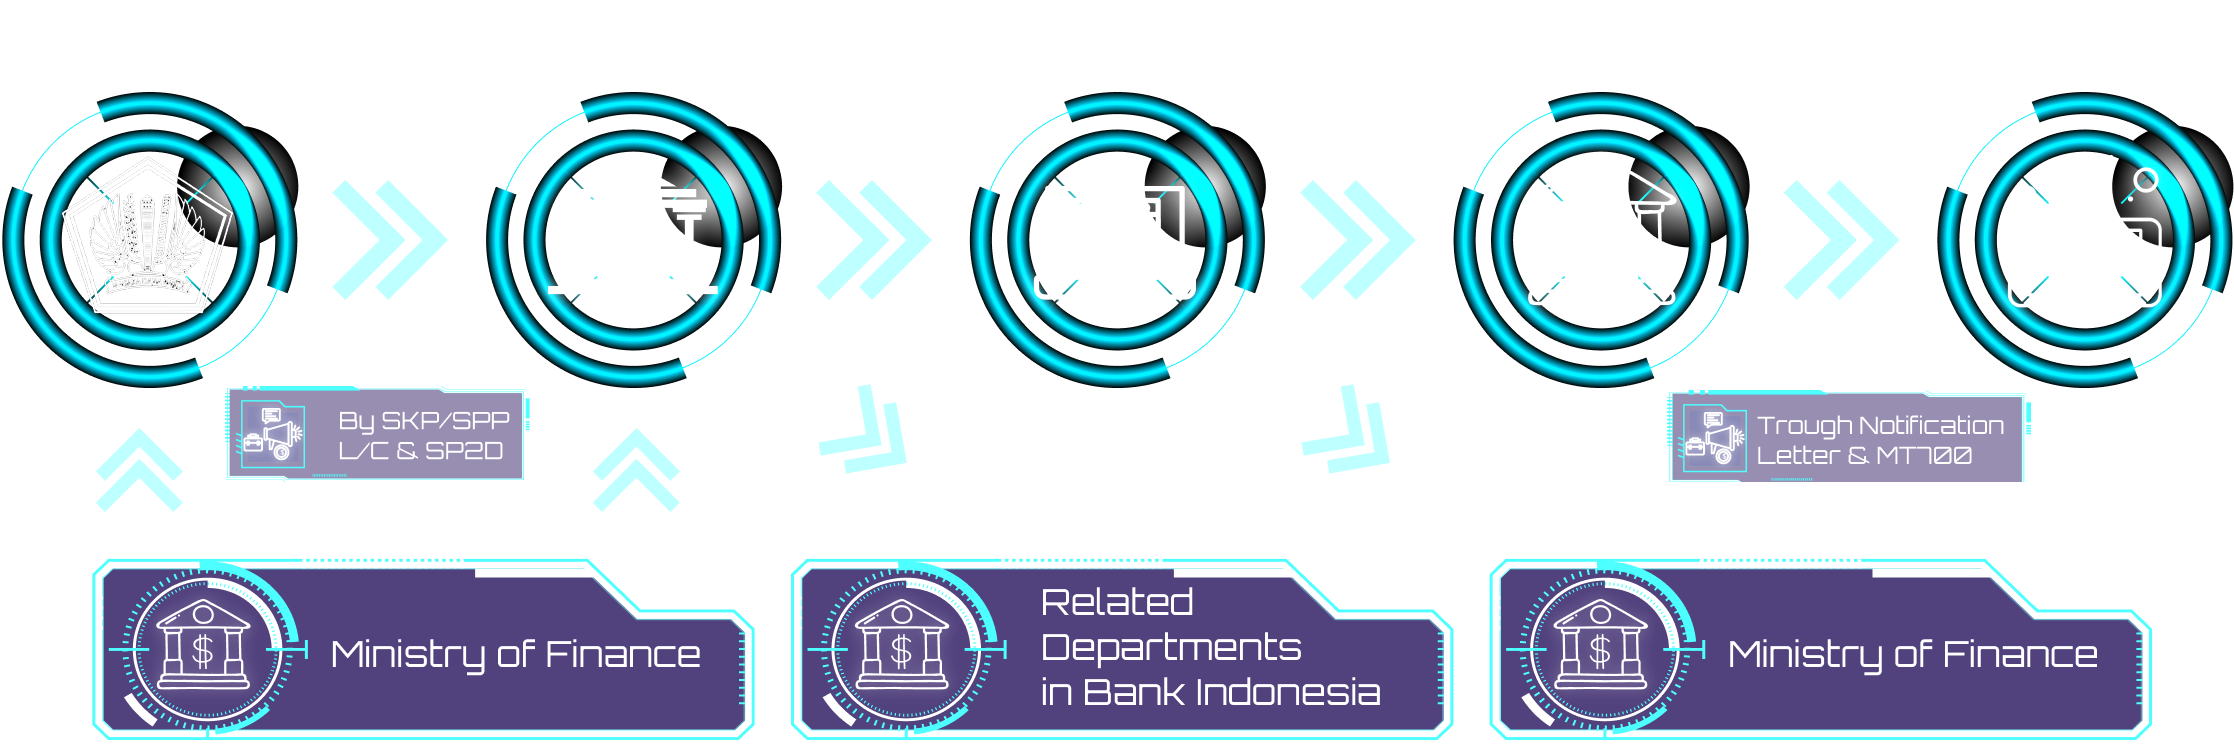 By SKP/SPP
L/C & SP2D
Trough Notification
Letter & MT700
Ministry of Finance
Related
Departments
in Bank Indonesia
Ministry of Finance